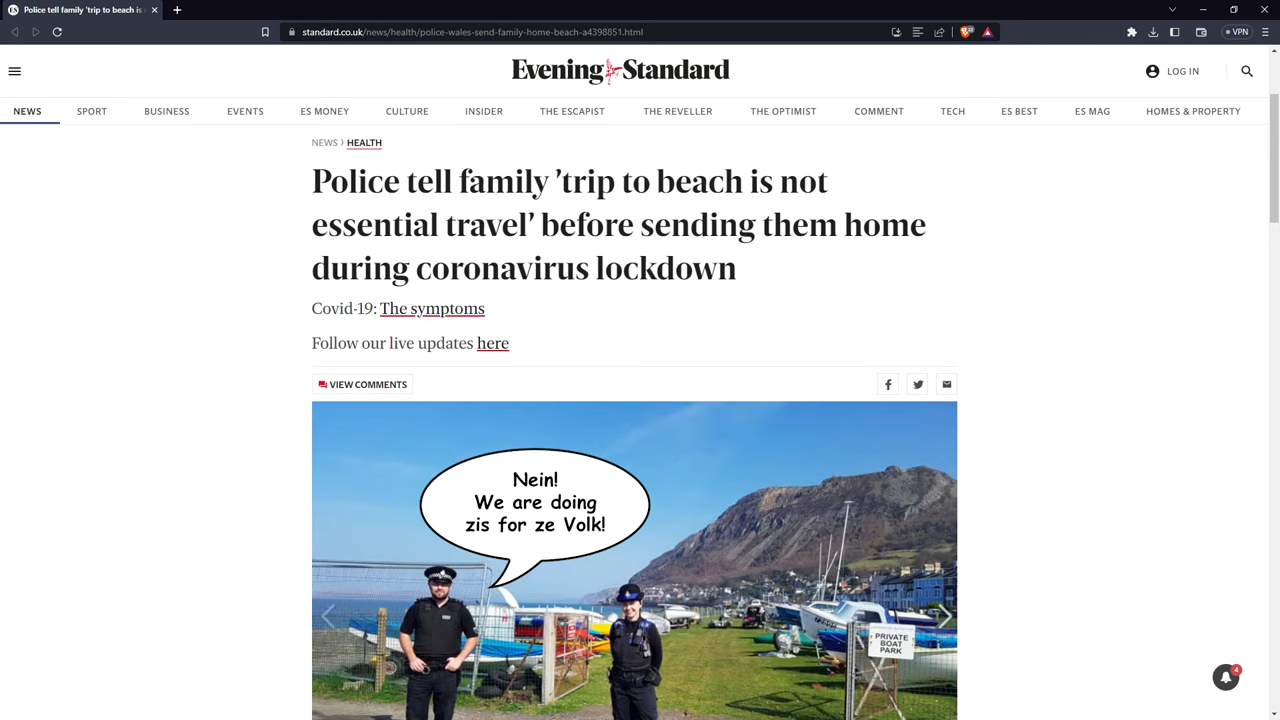 Police tell family 'trip to beach is
standard.co.uk/news/health/police-wales-send-family-home-beach-a4398851.html
VPN
Evening Standard
LOG IN
NEWS SPORT BUSINESS EVENTS ES MONEY CULTURE INSIDER THE ESCAPIST THE REVELLER THE OPTIMIST COMMENT TECH ES BEST ES MAG HOMES & PROPERTY
NEWS › HEALTH
Police tell family ’trip to beach is not
essential travel’ before sending them home
during coronavirus lockdown
Covid-19: The symptoms
Follow our live updates here
VIEW COMMENTS
Nein!
We are doing
zis for ze Volk!
PRIVATE
BOAT
PARK
4